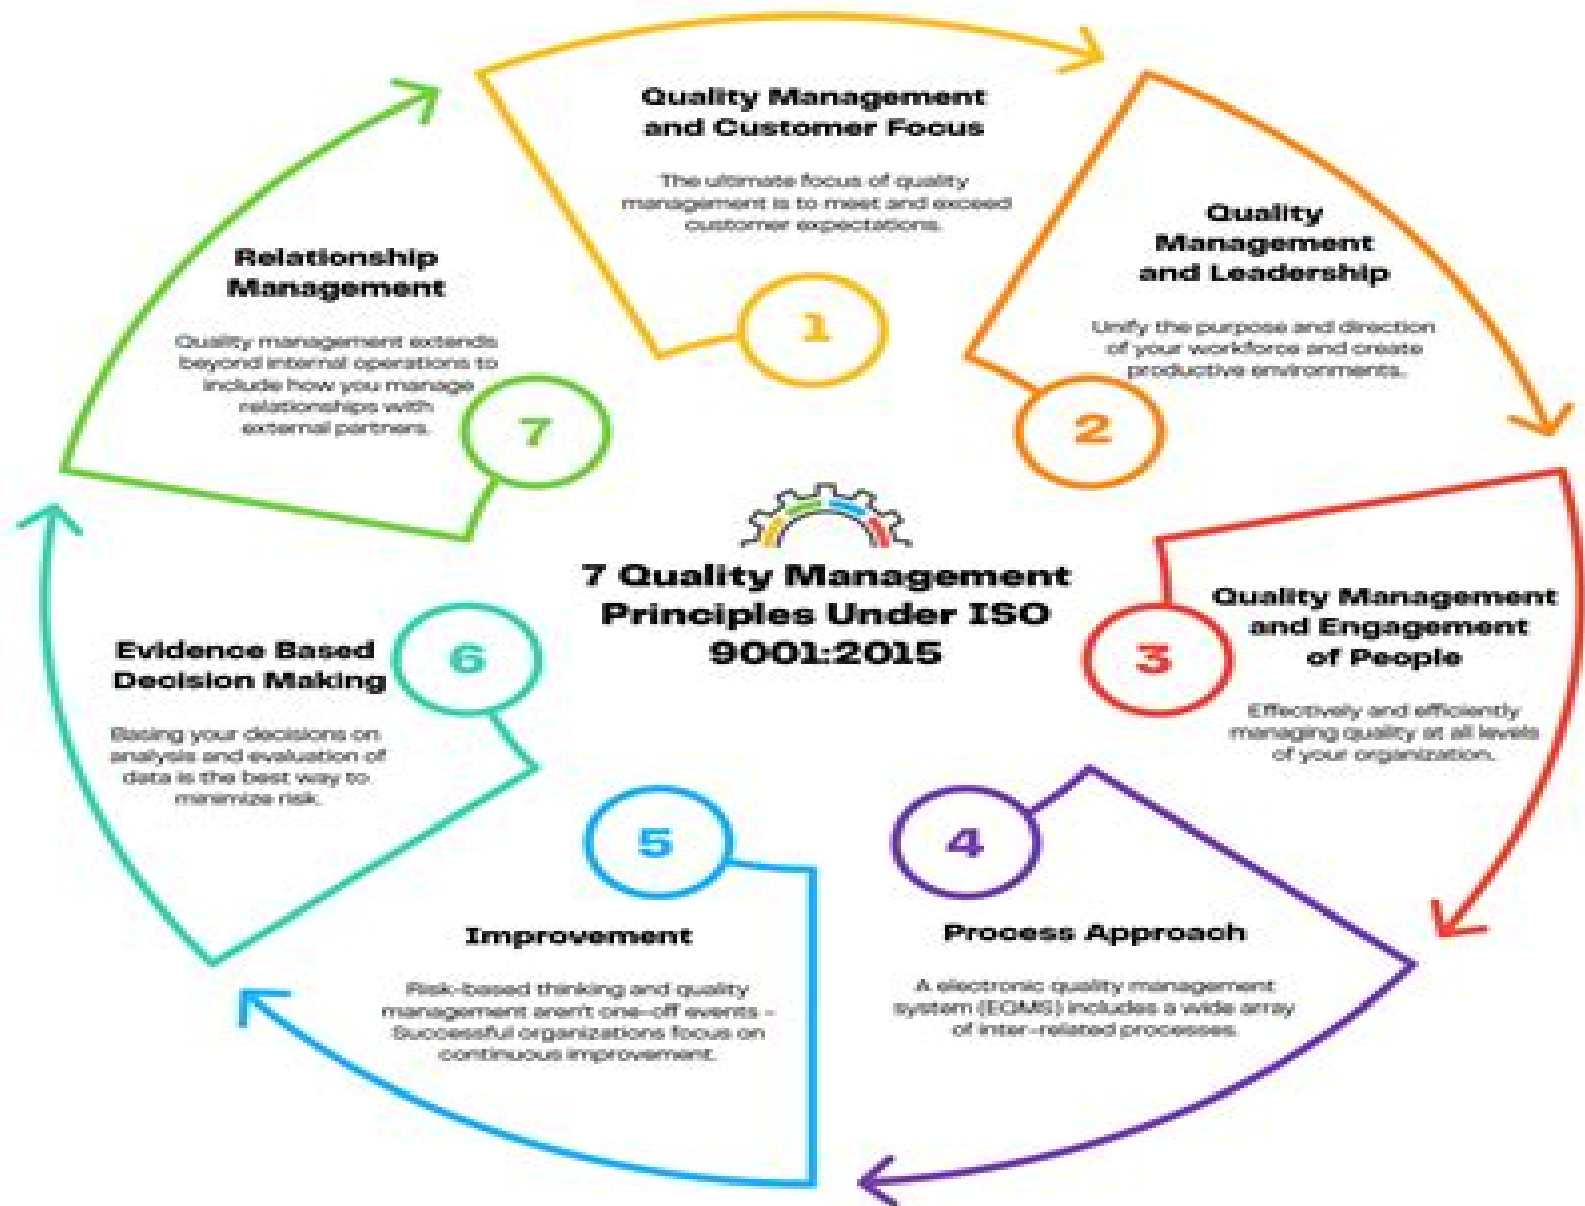 7 Quality Management
Principles Under ISO
9001:2015
1
Quality Management
and Customer Focus
The ultimate focus of quality
management is to meet and exceed
customer expectations.
2
Quality
Management
and Leadership
Unify the purpose and direction
of your workforce and create
productive environments.
3
Quality Management
and Engagement
of People
Effectively and efficiently
managing quality at all levels
of your organization.
4
Process Approach
A electronic quality management
system (EQMS) includes a wide array
of inter-related processes.
5
Improvement
Risk-based thinking and quality
management aren't one-off events -
Successful organizations focus on
continuous improvement.
6
Evidence Based
Decision Making
Basing your decisions on
analysis and evaluation of
data is the best way to
minimize risk.
7
Relationship
Management
Quality management extends
beyond internal operations to
include how you manage
relationships with
external partners.